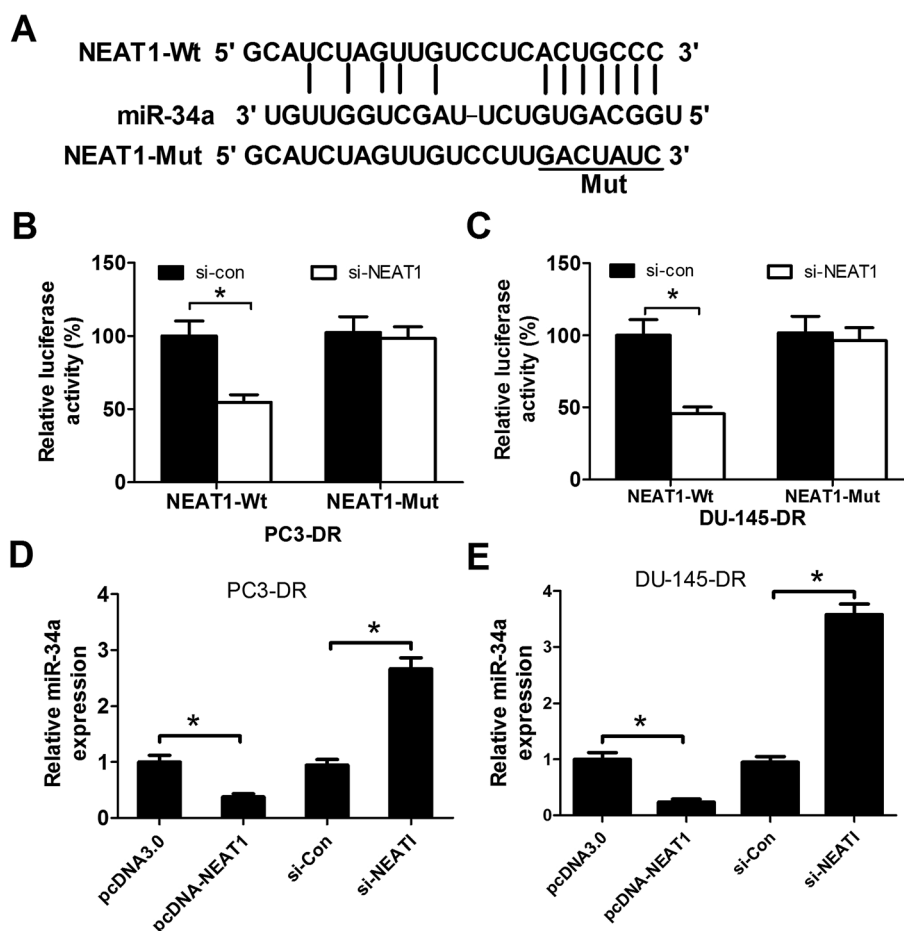 A
NEAT1-Wt 5' GCAUCUAGUUGUCCUCACUGCCC 3'
miR-34a 3' UGUUGGUCGAU-UCUGUGACGGU 5'
NEAT1-Mut 5' GCAUCUAGUUGUCCUUGACUAUC 3'
Mut
B
Relative luciferase
activity (%)
150
100
50
0
si-con
si-NEAT1
*
NEAT1-Wt
NEAT1-Mut
PC3-DR
C
Relative luciferase
activity (%)
150
100
50
0
si-con
si-NEAT1
*
NEAT1-Wt
NEAT1-Mut
DU-145-DR
D
PC3-DR
Relative miR-34a
expression
4
3
2
1
0
*
*
pcDNA3.0
pcDNA-NEAT1
si-Con
si-NEATI
E
DU-145-DR
Relative miR-34a
expression
4
3
2
1
0
*
*
pcDNA3.0
pcDNA-NEAT1
si-Con
si-NEATI